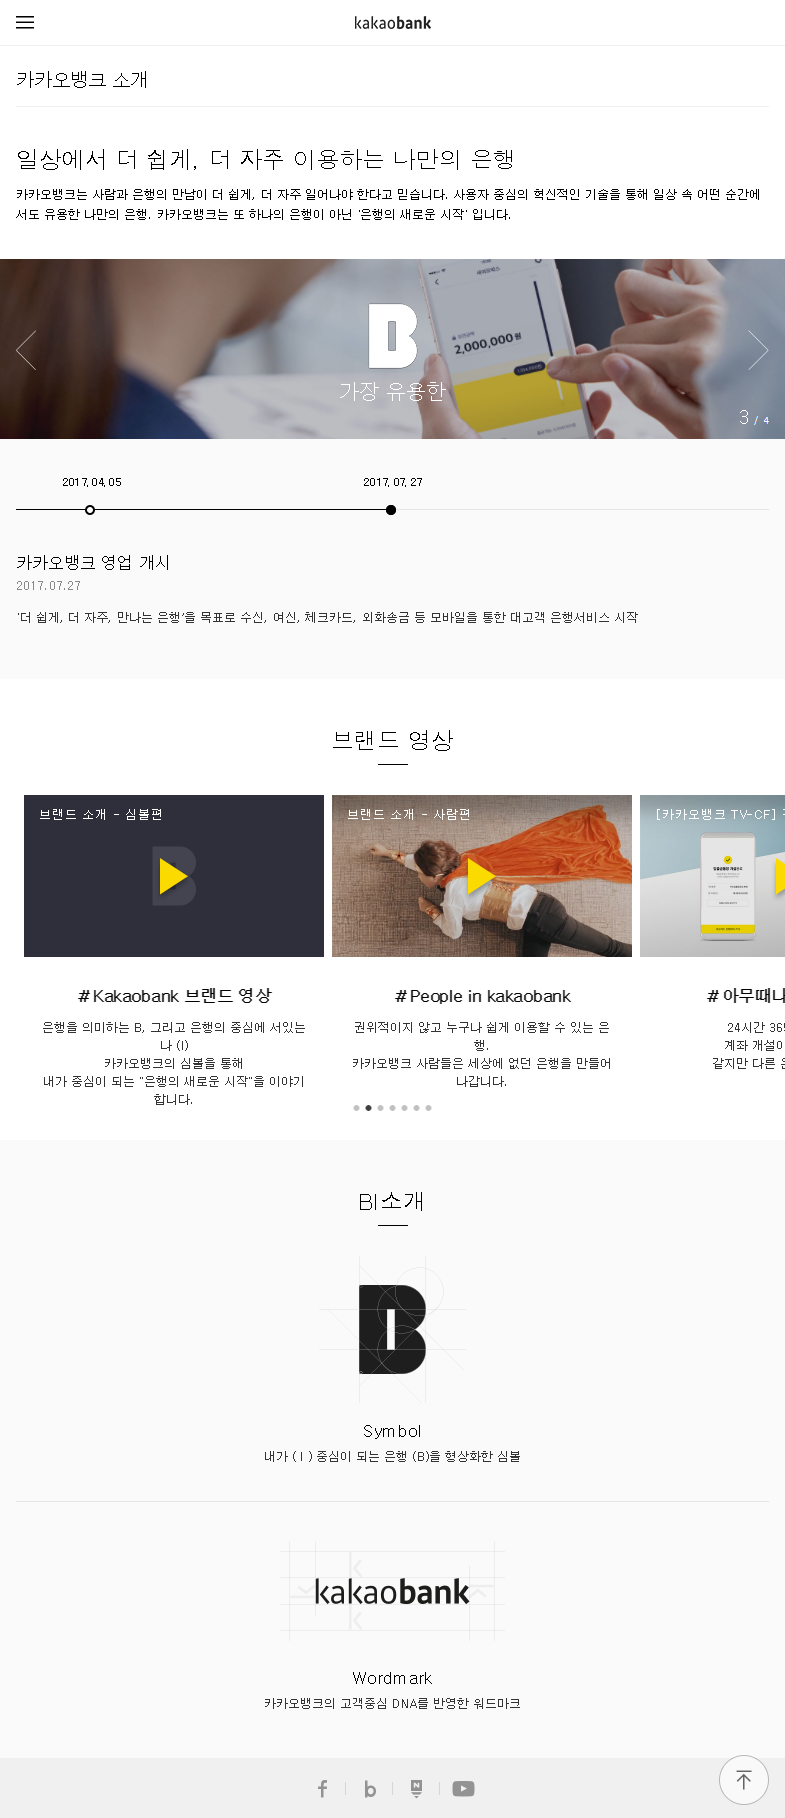 kakaobank
카카오뱅크 소개
일상에서 더 쉽게, 더 자주 이용하는 나만의 은행
카카오뱅크는 사람과 은행의 만남이 더 쉽게, 더 자주 일어나야 한다고 믿습니다. 사용자 중심의 혁신적인 기술을 통해 일상 속 어떤 순간에
서도 유용한 나만의 은행. 카카오뱅크는 또 하나의 은행이 아닌 '은행의 새로운 시작' 입니다.
2,000,000원
B
가장 유용한
3 / 4
2017.04.05
2017.07.27
카카오뱅크 영업 개시
2017.07.27
'더 쉽게, 더 자주, 만나는 은행'을 목표로 수신, 여신, 체크카드, 외화송금 등 모바일을 통한 대고객 은행서비스 시작
브랜드 영상
브랜드 소개 - 심볼편
브랜드 소개 - 사람편
[카카오뱅크 TV-CF]
#Kakaobank 브랜드 영상
은행을 의미하는 B, 그리고 은행의 중심에 서있는
나 (I)
카카오뱅크의 심볼을 통해
내가 중심이 되는 "은행의 새로운 시작"을 이야기
합니다.
#People in kakaobank
권위적이지 않고 누구나 쉽게 이용할 수 있는 은
행.
카카오뱅크 사람들은 세상에 없던 은행을 만들어
나갑니다.
#아무때나
24시간 365
계좌 개설이
같지만 다른
BI소개
B
Symbol
내가 ( I ) 중심이 되는 은행 (B)을 형상화한 심볼
kakaobank
Wordmark
카카오뱅크의 고객중심 DNA를 반영한 워드마크